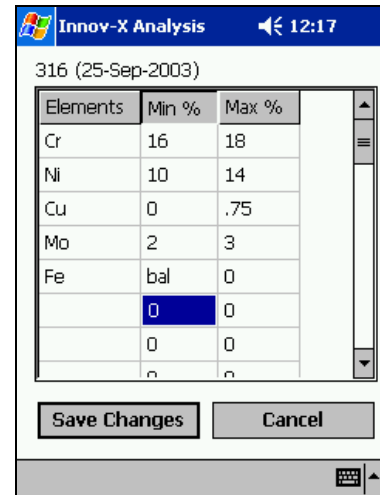 Innov-X Analysis 12:17
316 (25-Sep-2003)
Elements Min % Max %
Cr 16 18
Ni 10 14
Cu 0 .75
Mo 2 3
Fe bal 0
0 0
0 0
Save Changes Cancel